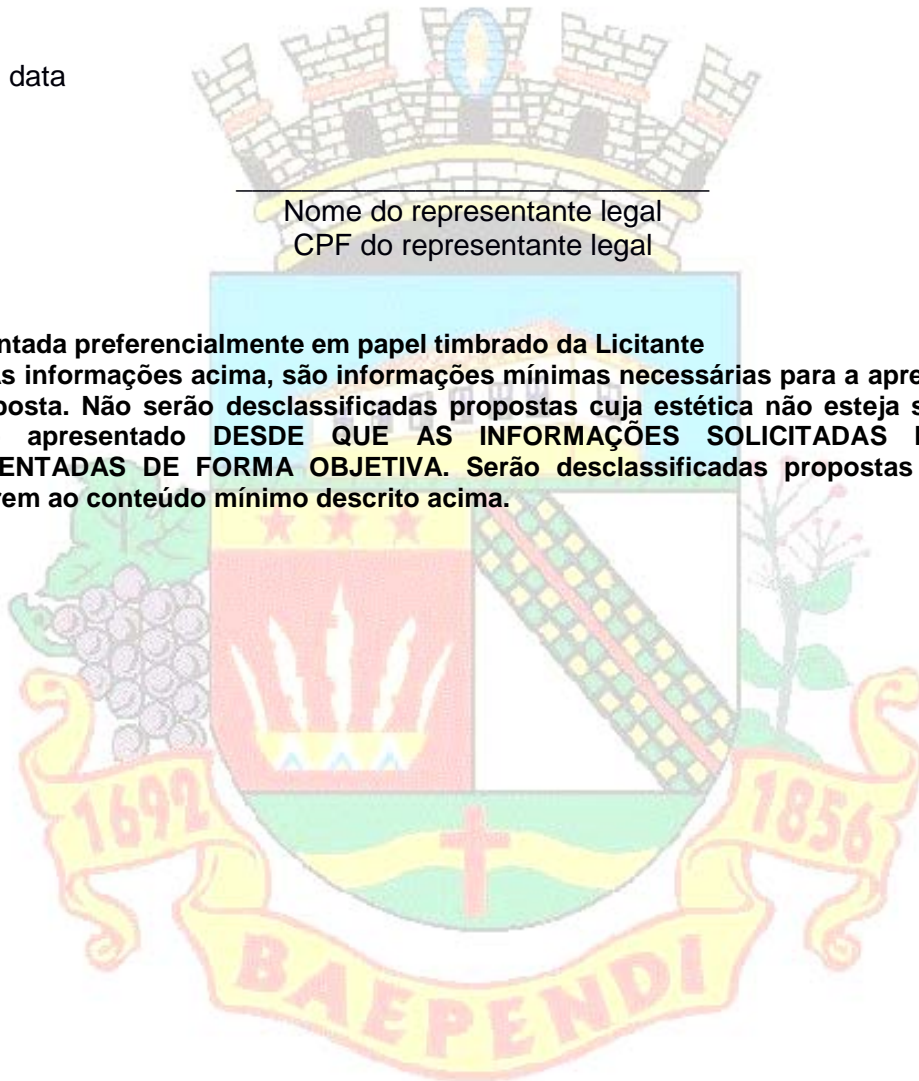 data
Nome do representante legal
CPF do representante legal
ntada preferencialmente em papel timbrado da Licitante
s informações acima, são informações mínimas necessárias para a apre
posta. Não serão desclassificadas propostas cuja estética não esteja s
apresentado DESDE QUE AS INFORMAÇÕES SOLICITADAS
ENTADAS DE FORMA OBJETIVA. Serão desclassificadas propostas
rem ao conteúdo mínimo descrito acima.
1692
1856
BAEPENDI